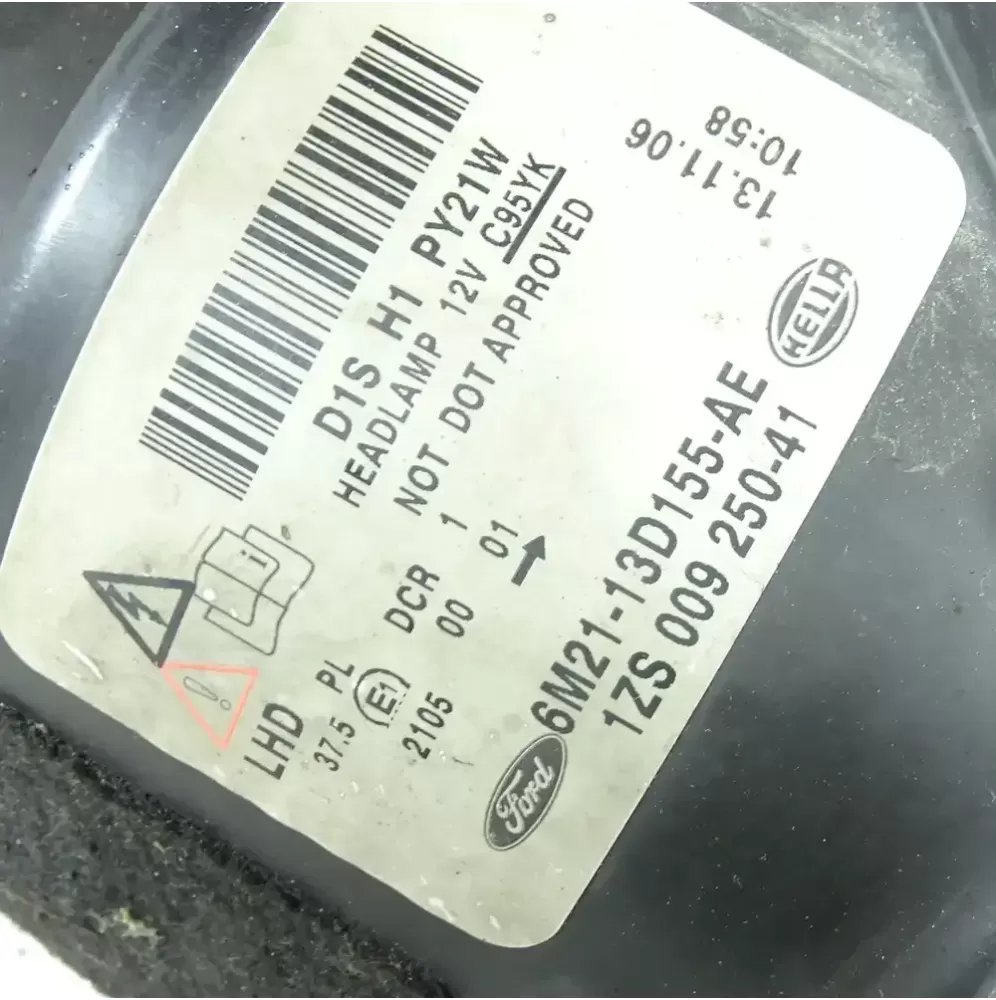 D1S H1 PY21W
HEADLAMP 12V C95YK
NOT DOT APPROVED
LHD
37.5 PL DCR 1
E1 00 01
2105
Ford
6M21-13D155-AE
1ZS 009 250-41
HELLA
13.11.06
10:58
i